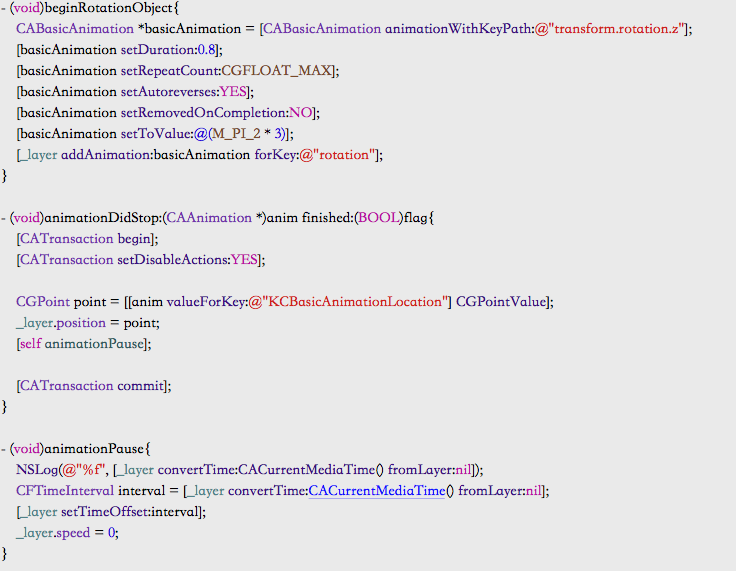 - (void)beginRotationObject{
    CABasicAnimation *basicAnimation = [CABasicAnimation animationWithKeyPath:@"transform.rotation.z"];
    [basicAnimation setDuration:0.8];
    [basicAnimation setRepeatCount:CGFLOAT_MAX];
    [basicAnimation setAutoreverses:YES];
    [basicAnimation setRemovedOnCompletion:NO];
    [basicAnimation setToValue:@(M_PI_2 * 3)];
    [_layer addAnimation:basicAnimation forKey:@"rotation"];
}

- (void)animationDidStop:(CAAnimation *)anim finished:(BOOL)flag{
    [CATransaction begin];
    [CATransaction setDisableActions:YES];

    CGPoint point = [[anim valueForKey:@"KCBasicAnimationLocation"] CGPointValue];
    _layer.position = point;
    [self animationPause];

    [CATransaction commit];
}

- (void)animationPause{
    NSLog(@"%f", [_layer convertTime:CACurrentMediaTime() fromLayer:nil]);
    CFTimeInterval interval = [_layer convertTime:CACurrentMediaTime() fromLayer:nil];
    [_layer setTimeOffset:interval];
    _layer.speed = 0;
}